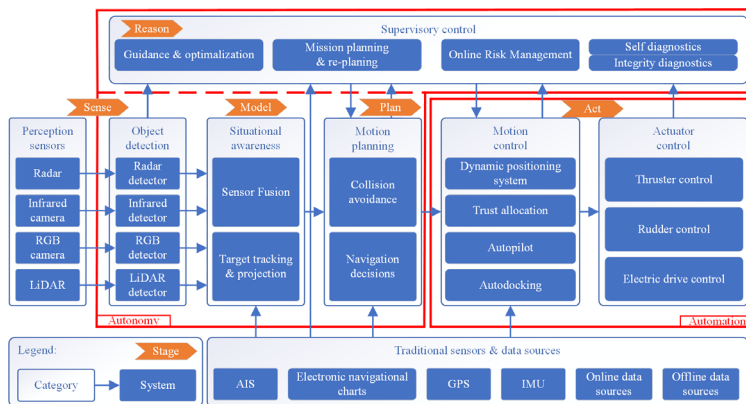 Reason
Supervisory control
Guidance & optimalization
Mission planning
& re-planing
Online Risk Management
Self diagnostics
Integrity diagnostics
Sense
Model
Plan
Act
Perception
sensors
Radar
Infrared
camera
RGB
camera
LiDAR
Object
detection
Radar
detector
Infrared
detector
RGB
detector
LiDAR
detector
Situational
awareness
Sensor Fusion
Target tracking
& projection
Motion
planning
Collision
avoidance
Navigation
decisions
Motion
control
Dynamic positioning
system
Trust allocation
Autopilot
Autodocking
Actuator
control
Thruster control
Rudder control
Electric drive control
Autonomy
Automation
Legend:
Stage
Category
System
Traditional sensors & data sources
AIS
Electronic navigational
charts
GPS
IMU
Online data
sources
Offline data
sources